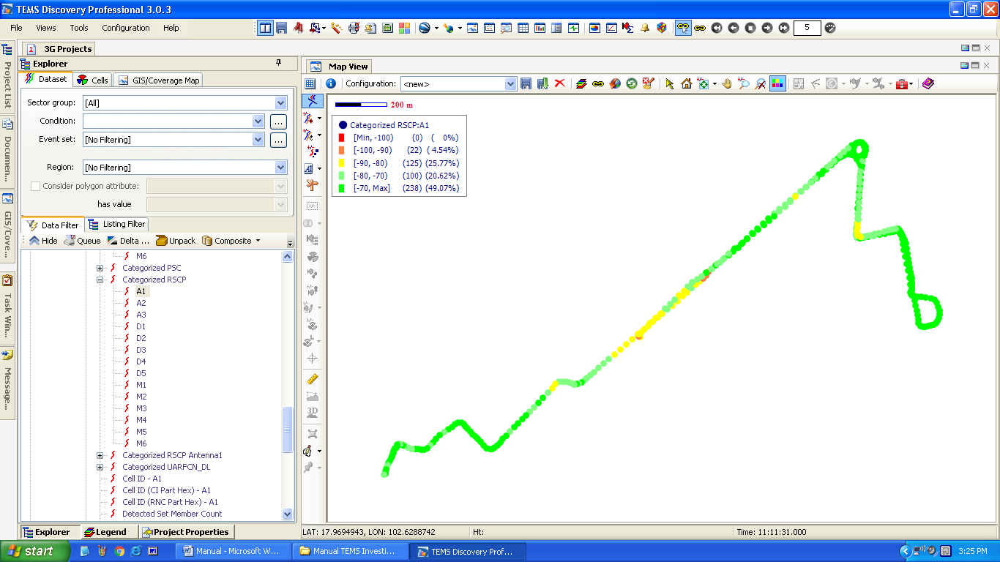 TEMS Discovery Professional 3.0.3
File Views Tools Configuration Help
5
3G Projects
Project List
Documen...
GIS/Cove...
Task Win...
Message...
Explorer
Dataset Cells GIS/Coverage Map
Sector group: [All]
Condition: ...
Event set: [No Filtering] ...
Region: [No Filtering]
Consider polygon attribute:
has value
Data Filter Listing Filter
Hide Queue Delta ... Unpack Composite
M6
Categorized PSC
Categorized RSCP
A1
A2
A3
D1
D2
D3
D4
D5
M1
M2
M3
M4
M5
M6
Categorized RSCP Antenna1
Categorized UARFCN_DL
Cell ID - A1
Cell ID (CI Part Hex) - A1
Cell ID (RNC Part Hex) - A1
Detected Set Member Count
Explorer Legend Project Properties
Map View
Configuration: <new>
3D
200 m
Categorized RSCP:A1
[Min, -100) (0) ( 0%)
[-100, -90) (22) ( 4.54%)
[-90, -80) (125) (25.77%)
[-80, -70) (100) (20.62%)
[-70, Max] (238) (49.07%)
LAT: 17.9694943, LON: 102.6288742 Ht: Time: 11:11:31.000
start Manual - Microsoft W... Manual TEMS Investi... TEMS Discovery Prof... 3:25 PM